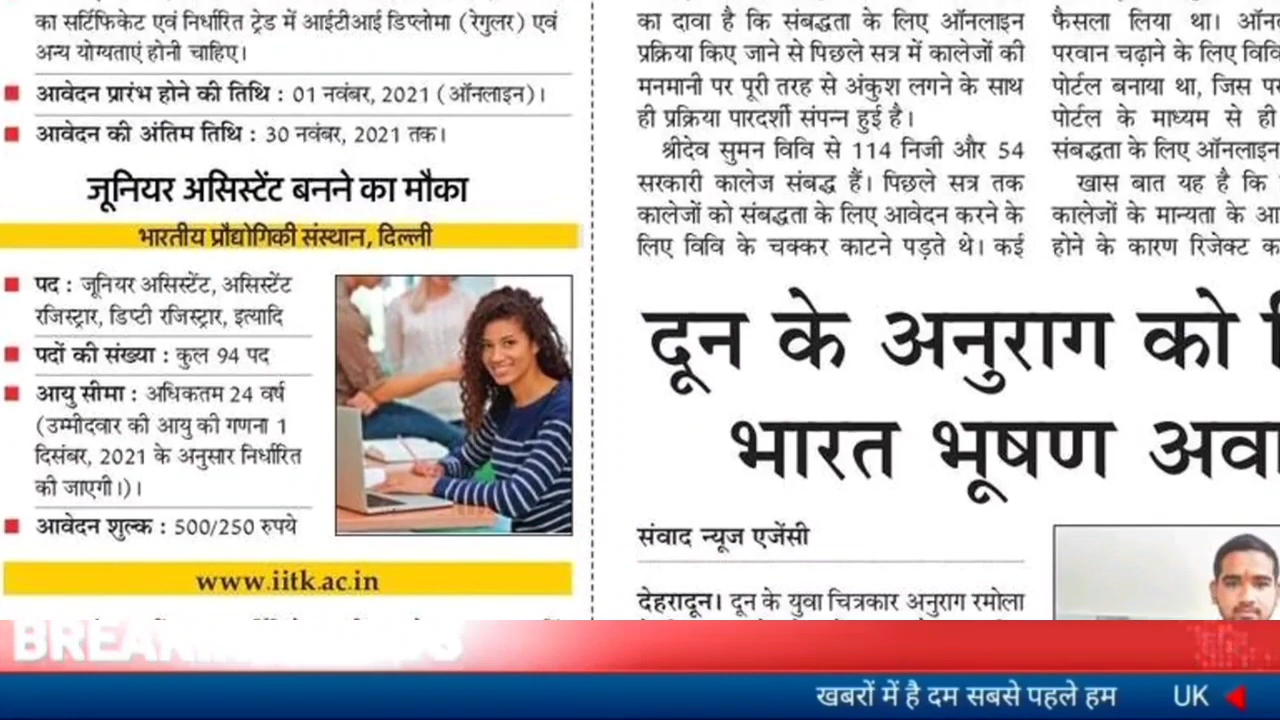 का सर्टिफिकेट एवं निर्धारित ट्रेड में आईटीआई डिप्लोमा (रेगुलर) एवं
अन्य योग्यताएं होनी चाहिए।
आवेदन प्रारंभ होने की तिथि : 01 नवंबर, 2021 (ऑनलाइन)।
आवेदन की अंतिम तिथि : 30 नवंबर, 2021 तक।
जूनियर असिस्टेंट बनने का मौका
भारतीय प्रौद्योगिकी संस्थान, दिल्ली
पद : जूनियर असिस्टेंट, असिस्टेंट
रजिस्ट्रार, डिप्टी रजिस्ट्रार, इत्यादि
पदों की संख्या : कुल 94 पद
आयु सीमा : अधिकतम 24 वर्ष
(उम्मीदवार की आयु की गणना 1
दिसंबर, 2021 के अनुसार निर्धारित
की जाएगी।)।
आवेदन शुल्क : 500/250 रुपये
www.iitk.ac.in
का दावा है कि संबद्धता के लिए ऑनलाइन
प्रक्रिया किए जाने से पिछले सत्र में कालेजों की
मनमानी पर पूरी तरह से अंकुश लगने के साथ
ही प्रक्रिया पारदर्शी संपन्न हुई है।
श्रीदेव सुमन विवि से 114 निजी और 54
सरकारी कालेज संबद्ध हैं। पिछले सत्र तक
कालेजों को संबद्धता के लिए आवेदन करने के
लिए विवि के चक्कर काटने पड़ते थे। कई
फैसला लिया था।
परवान चढ़ाने के लिए
पोर्टल बनाया था, जिस
पोर्टल के माध्यम से ही
संबद्धता के लिए ऑनलाइन
खास बात यह है कि
कालेजों के मान्यता के
होने के कारण रिजेक्ट
दून के अनुराग को
भारत भूषण
संवाद न्यूज एजेंसी
देहरादून। दून के युवा चित्रकार अनुराग रमोला
खबरों में है दम सबसे पहले हम
UK